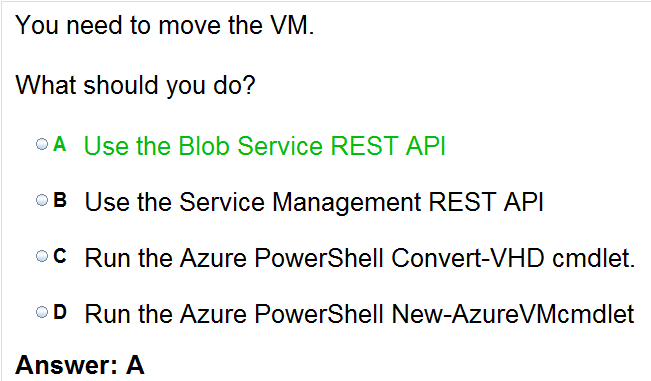 You need to move the VM.
What should you do?
A Use the Blob Service REST API
B Use the Service Management REST API
C Run the Azure PowerShell Convert-VHD cmdlet.
D Run the Azure PowerShell New-AzureVMcmdlet
Answer: A